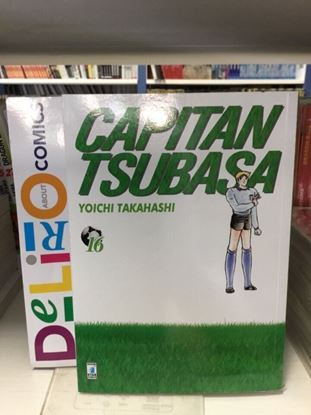 CAPITAN
TSUBASA
YOICHI TAKAHASHI
16
DeLiRiO
ABOUT
COMICS